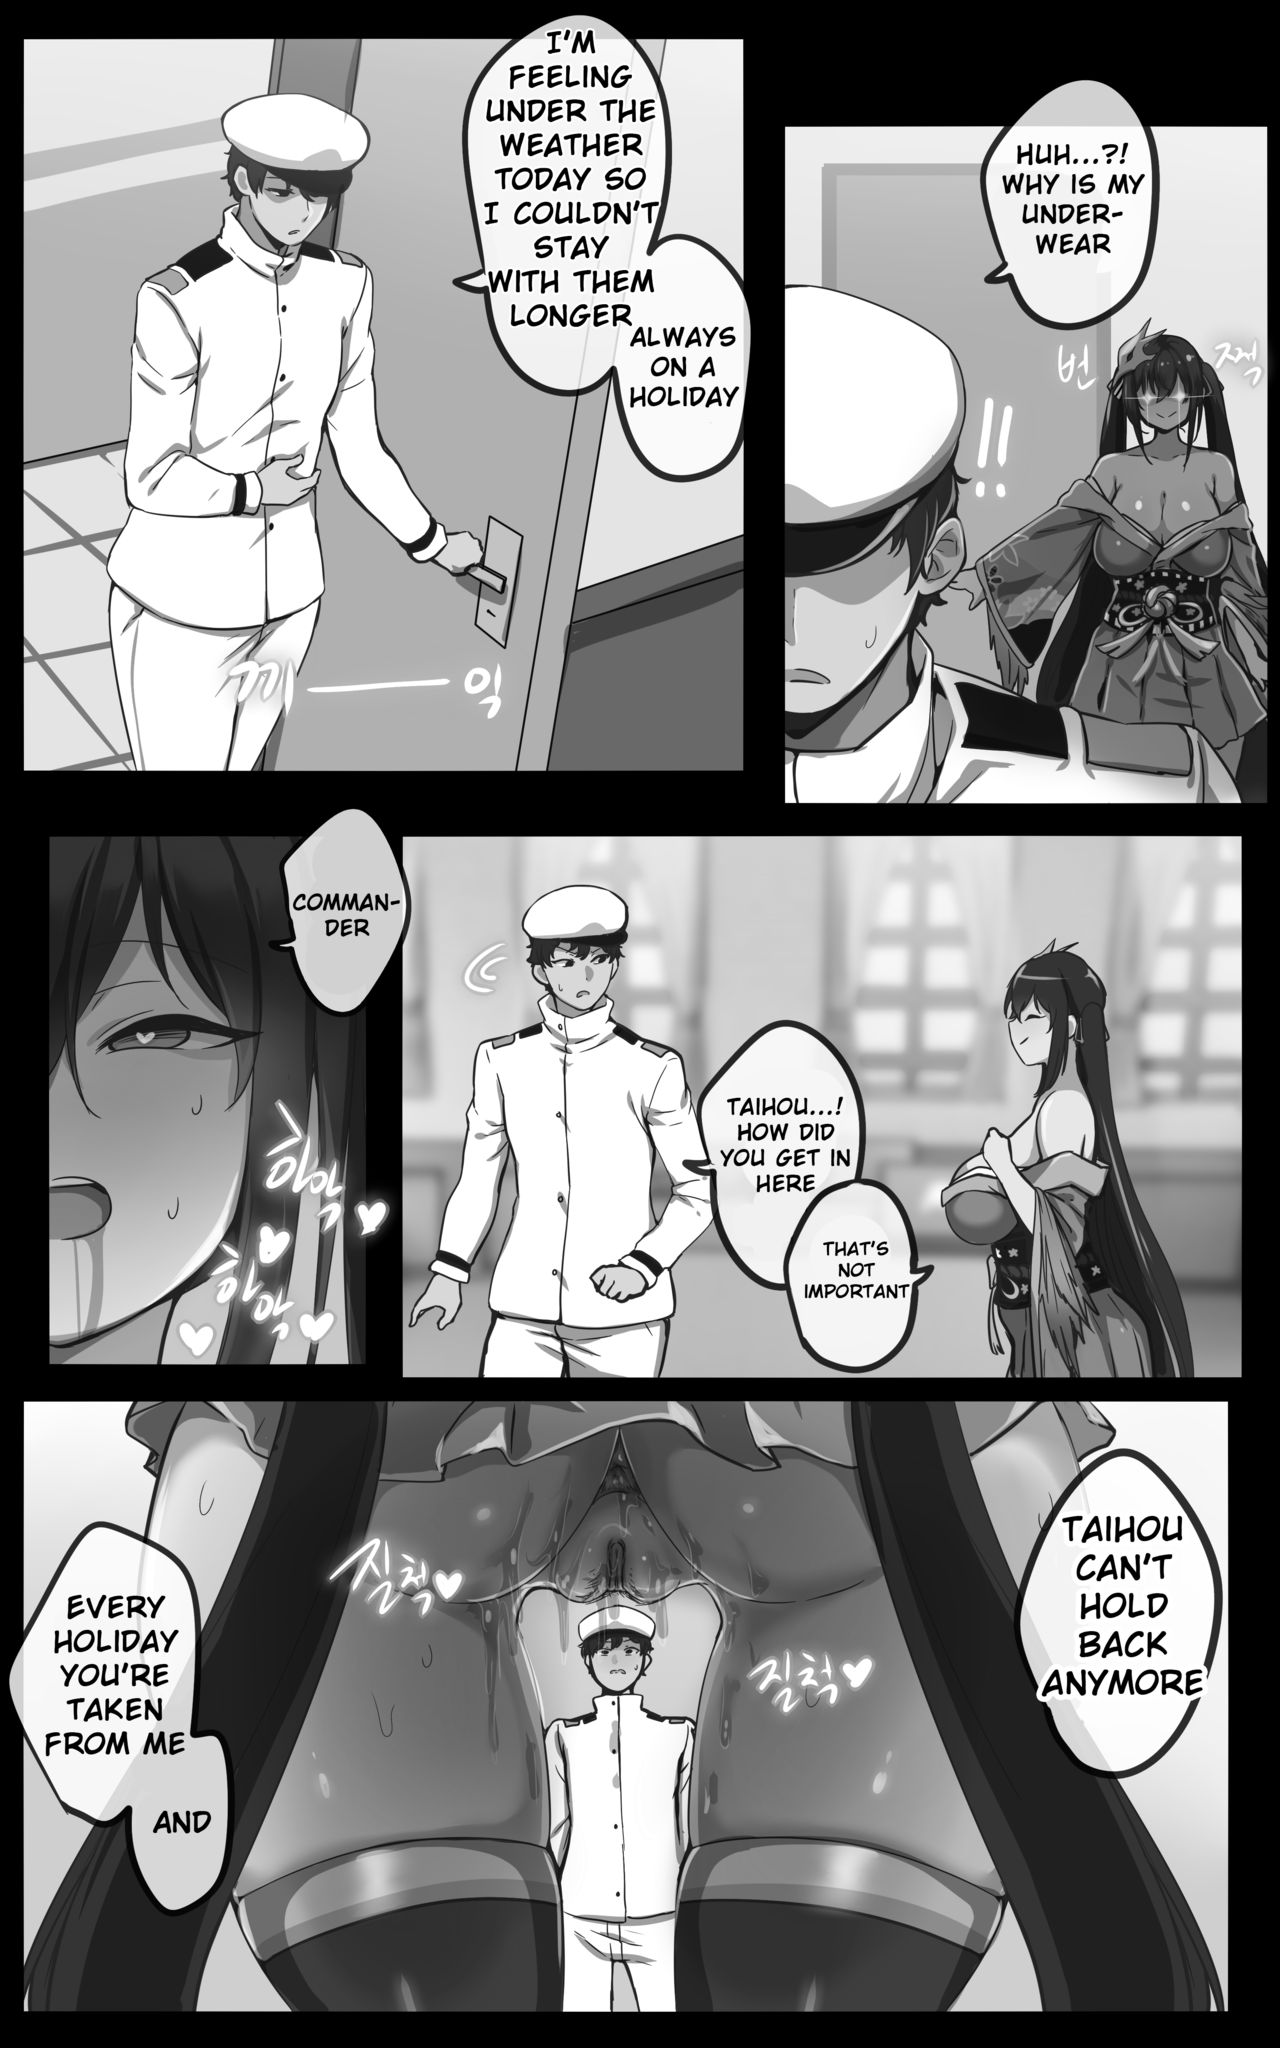 I'M
FEELING
UNDER THE
WEATHER
TODAY SO
I COULDN'T
STAY
WITH THEM
LONGER
ALWAYS
ON A
HOLIDAY
끼
익
HUH...?!
WHY IS MY
UNDER-
WEAR
!!
번
쩍
COMMAN-
DER
하악
하악
TAIHOU...!
HOW DID
YOU GET IN
HERE
THAT'S
NOT
IMPORTANT
TAIHOU
CAN'T
HOLD
BACK
ANYMORE
질척
질척
EVERY
HOLIDAY
YOU'RE
TAKEN
FROM ME
AND